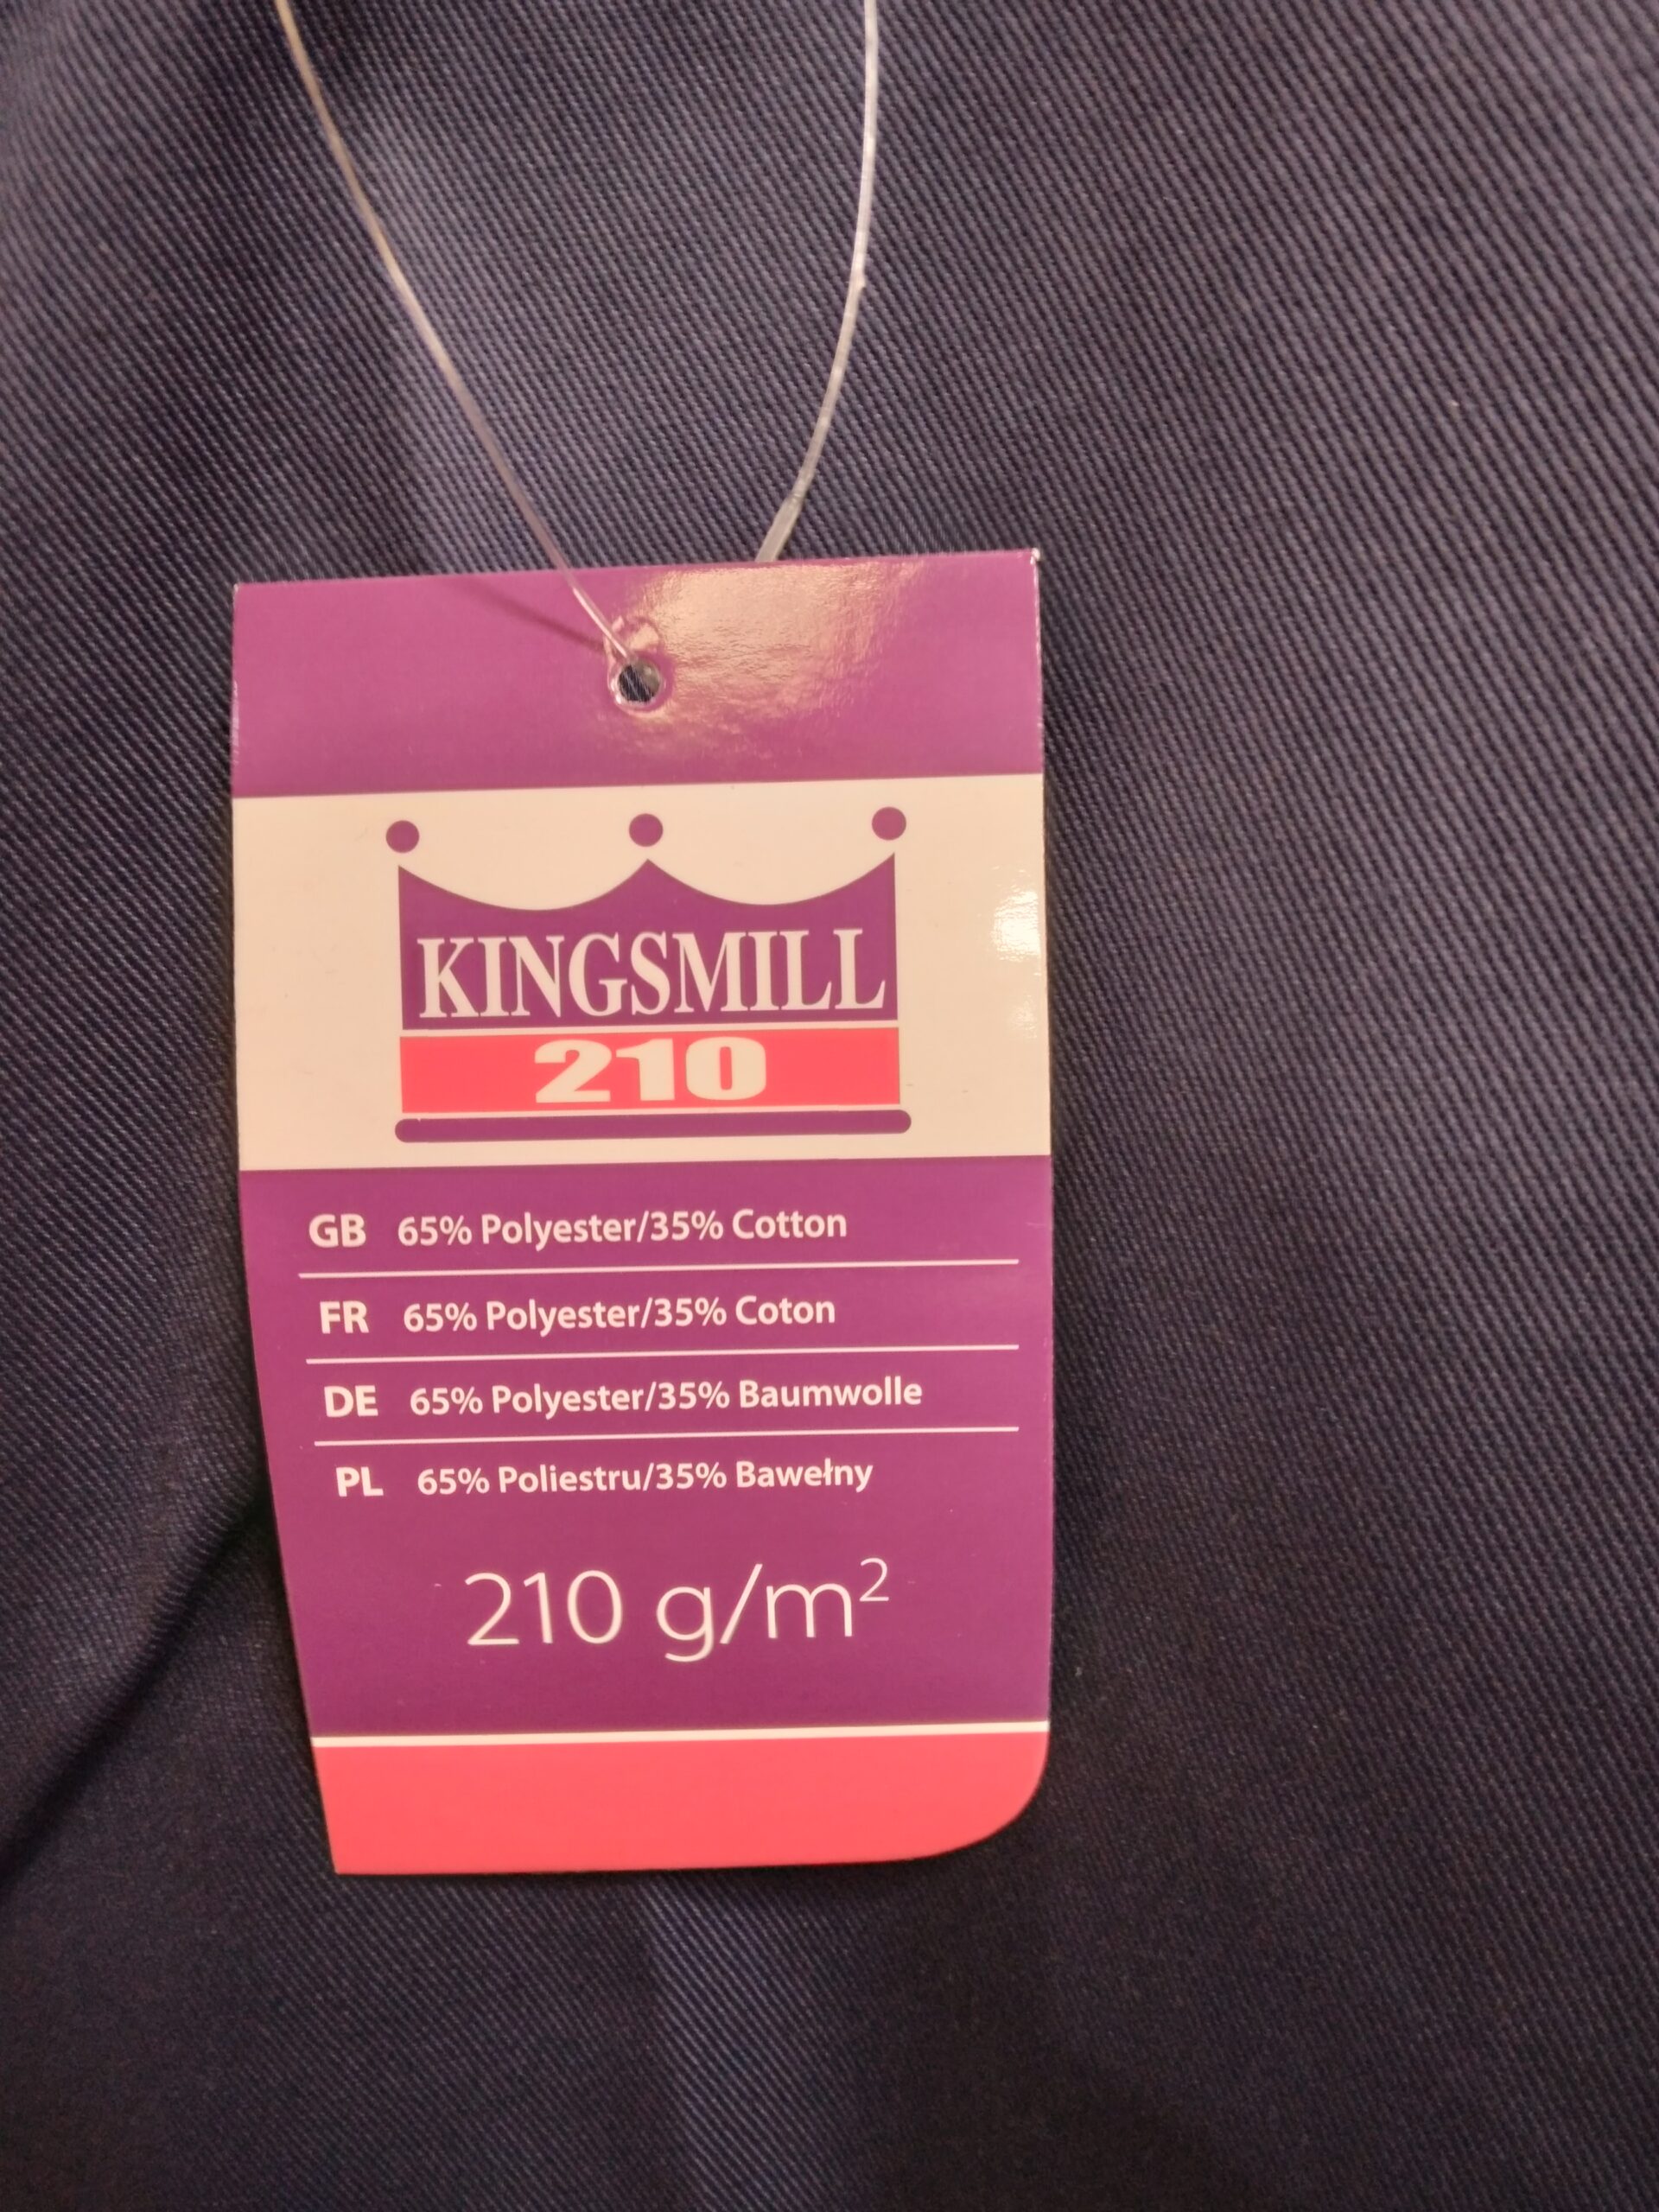 KINGSMILL
210
GB 65% Polyester/35% Cotton
FR 65% Polyester/35% Coton
DE 65% Polyester/35% Baumwolle
PL 65% Poliestru/35% Bawełny
210 g/m²